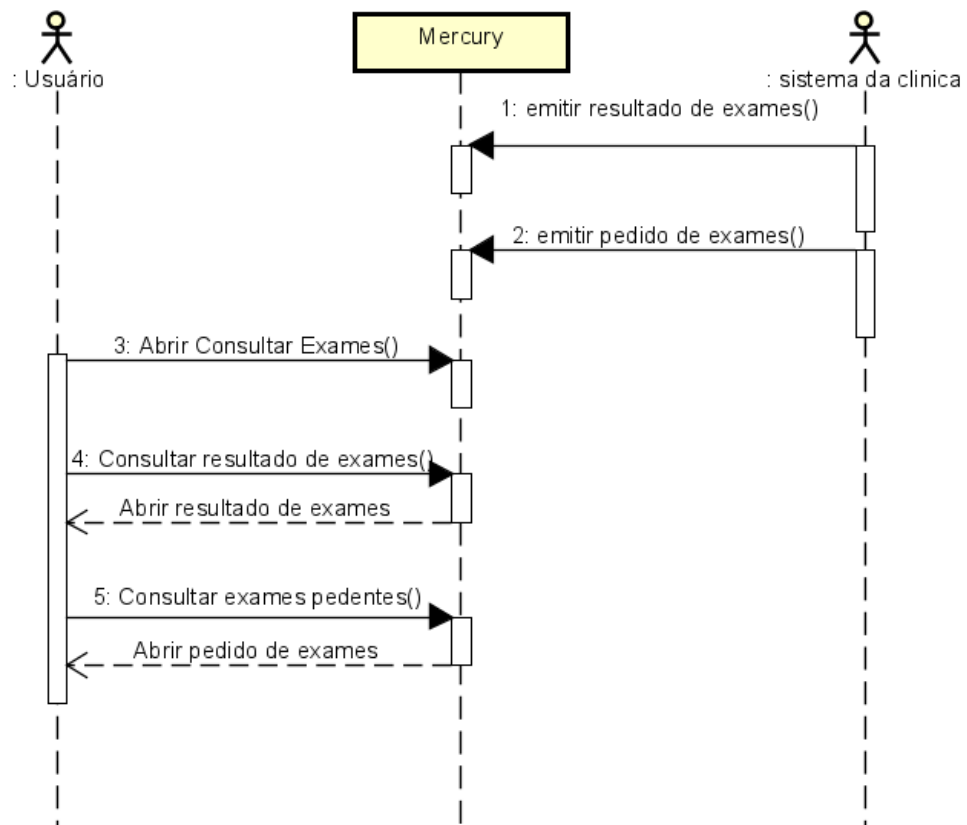 : Usuário
Mercury
: sistema da clinica
1: emitir resultado de exames()
2: emitir pedido de exames()
3: Abrir Consultar Exames()
4: Consultar resultado de exames()
Abrir resultado de exames
5: Consultar exames pedentes()
Abrir pedido de exames